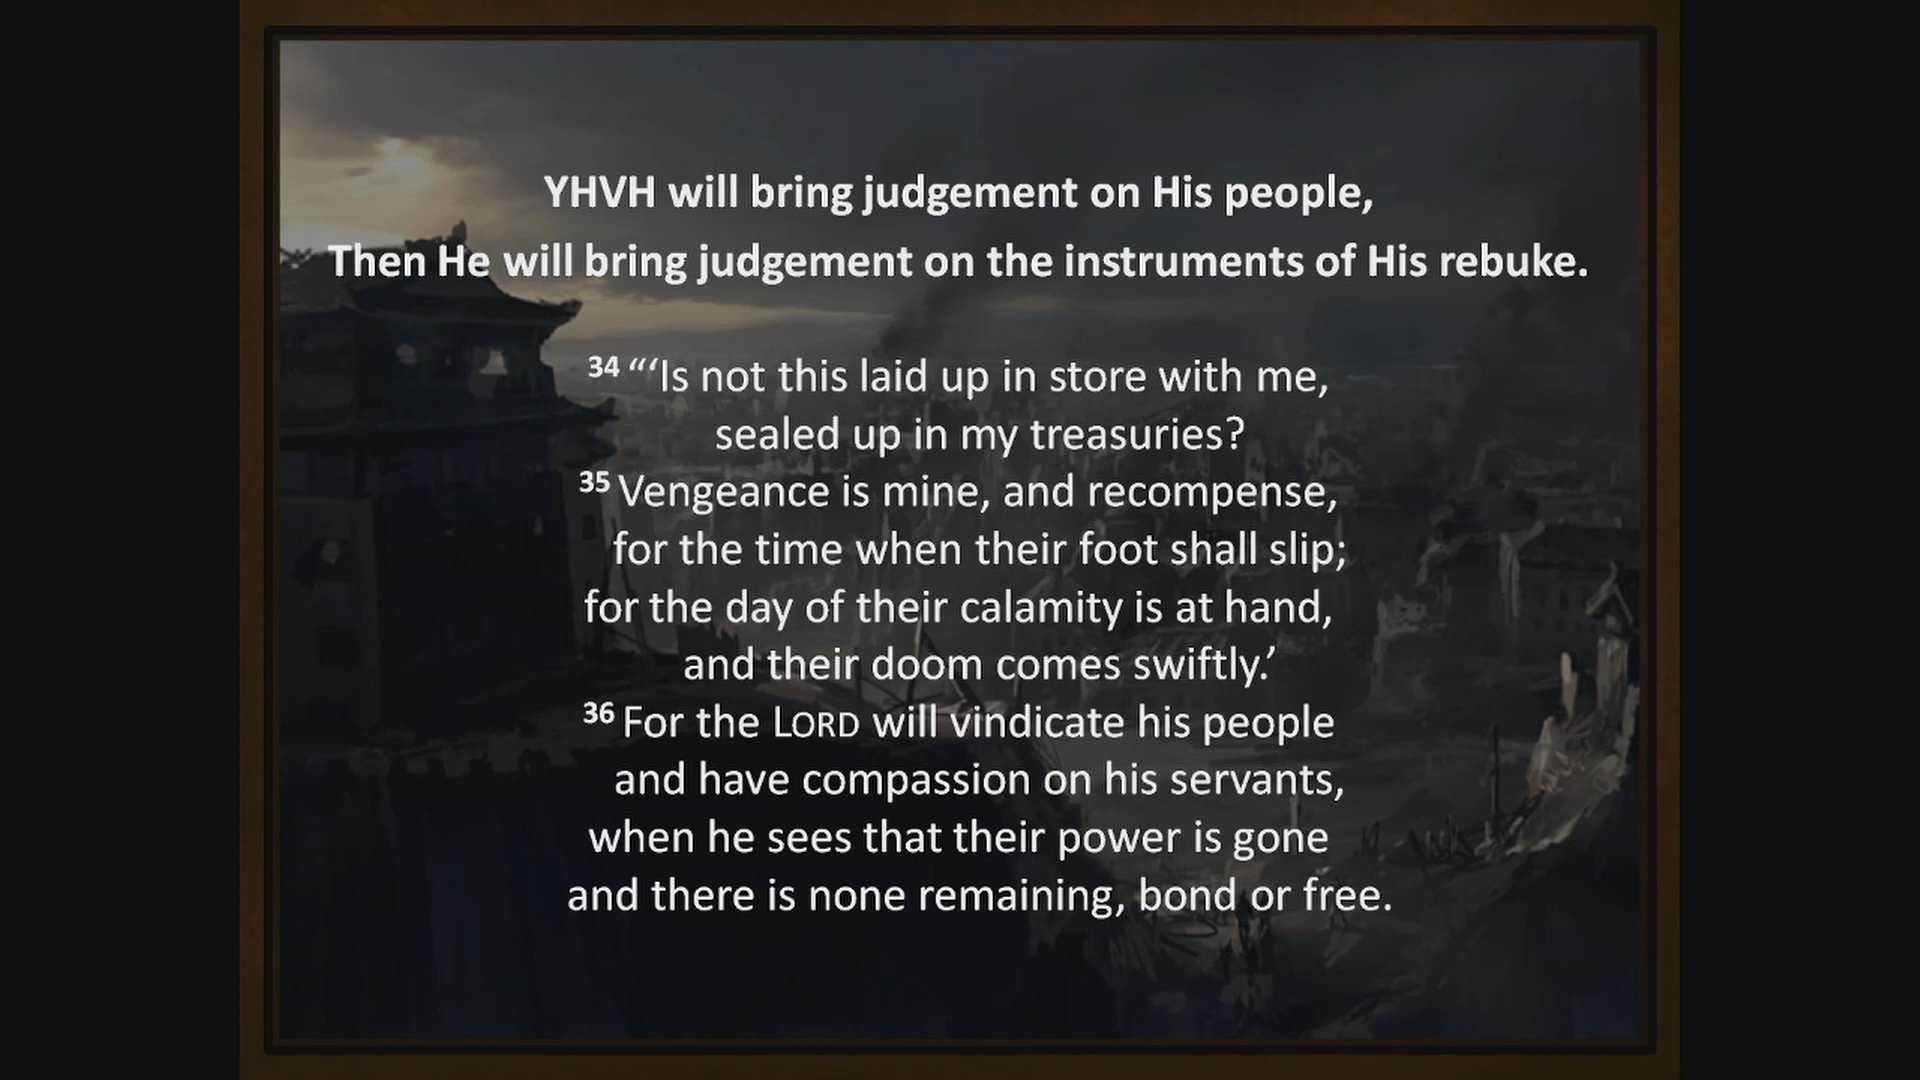 YHVH will bring judgement on His people,
Then He will bring judgement on the instruments of His rebuke.
34 “‘Is not this laid up in store with me,
sealed up in my treasuries?
35 Vengeance is mine, and recompense,
for the time when their foot shall slip;
for the day of their calamity is at hand,
and their doom comes swiftly.’
36 For the LORD will vindicate his people
and have compassion on his servants,
when he sees that their power is gone
and there is none remaining, bond or free.